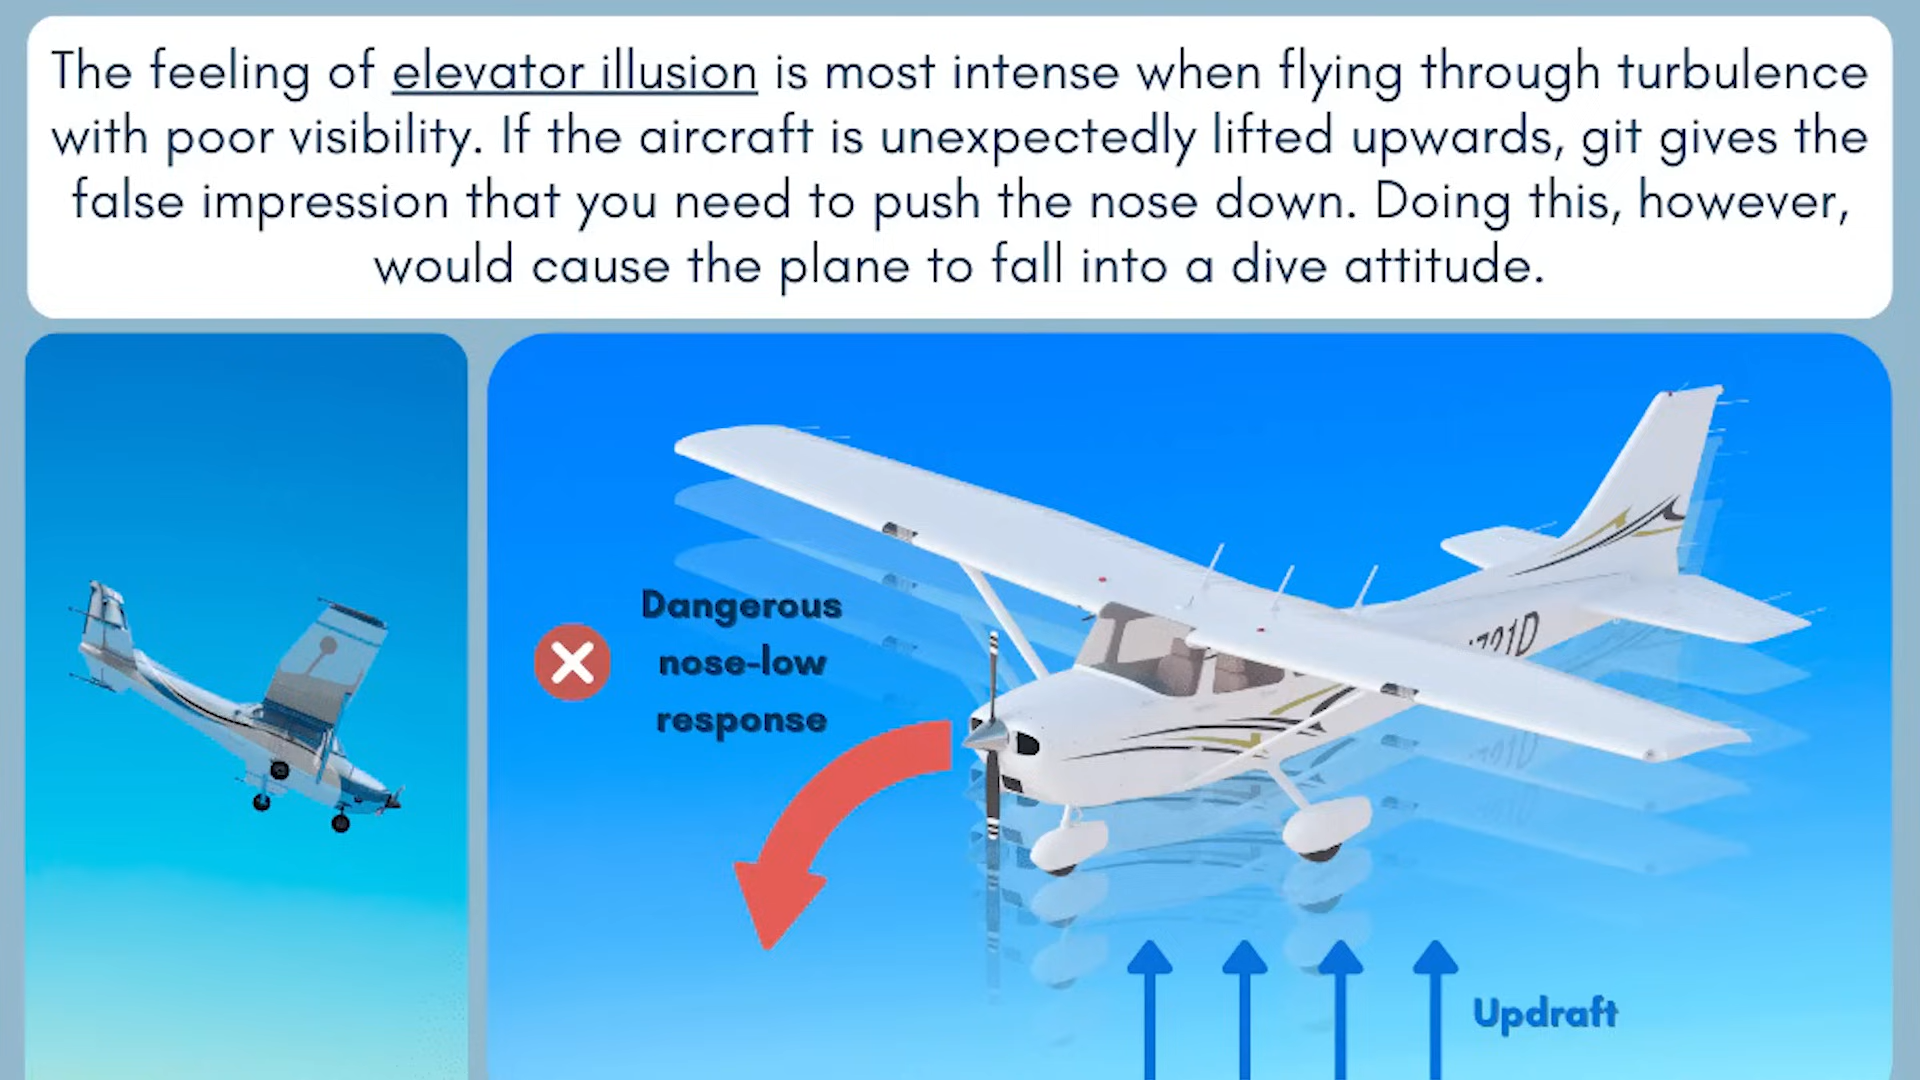 The feeling of elevator illusion is most intense when flying through turbulence
with poor visibility. If the aircraft is unexpectedly lifted upwards, git gives the
false impression that you need to push the nose down. Doing this, however,
would cause the plane to fall into a dive attitude.
Dangerous
nose-low
response
721D
Updraft